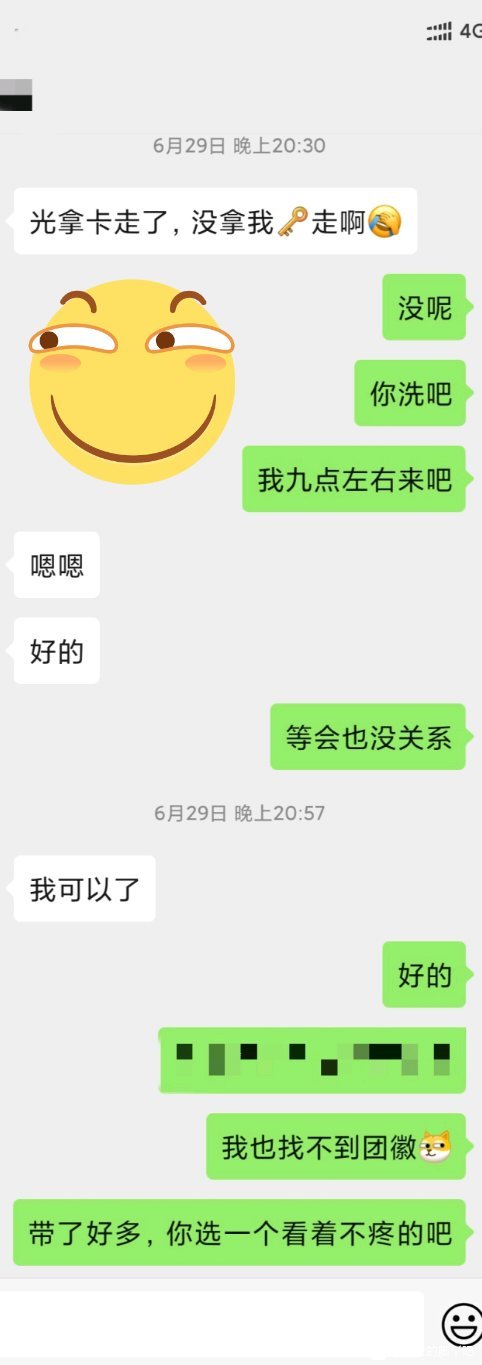 4G
6月29日 晚上20:30
光拿卡走了，没拿我🔑走啊🤦
没呢
你洗吧
我九点左右来吧
嗯嗯
好的
等会也没关系
6月29日 晚上20:57
我可以了
好的
我也找不到团徽
带了好多，你选一个看着不疼的吧